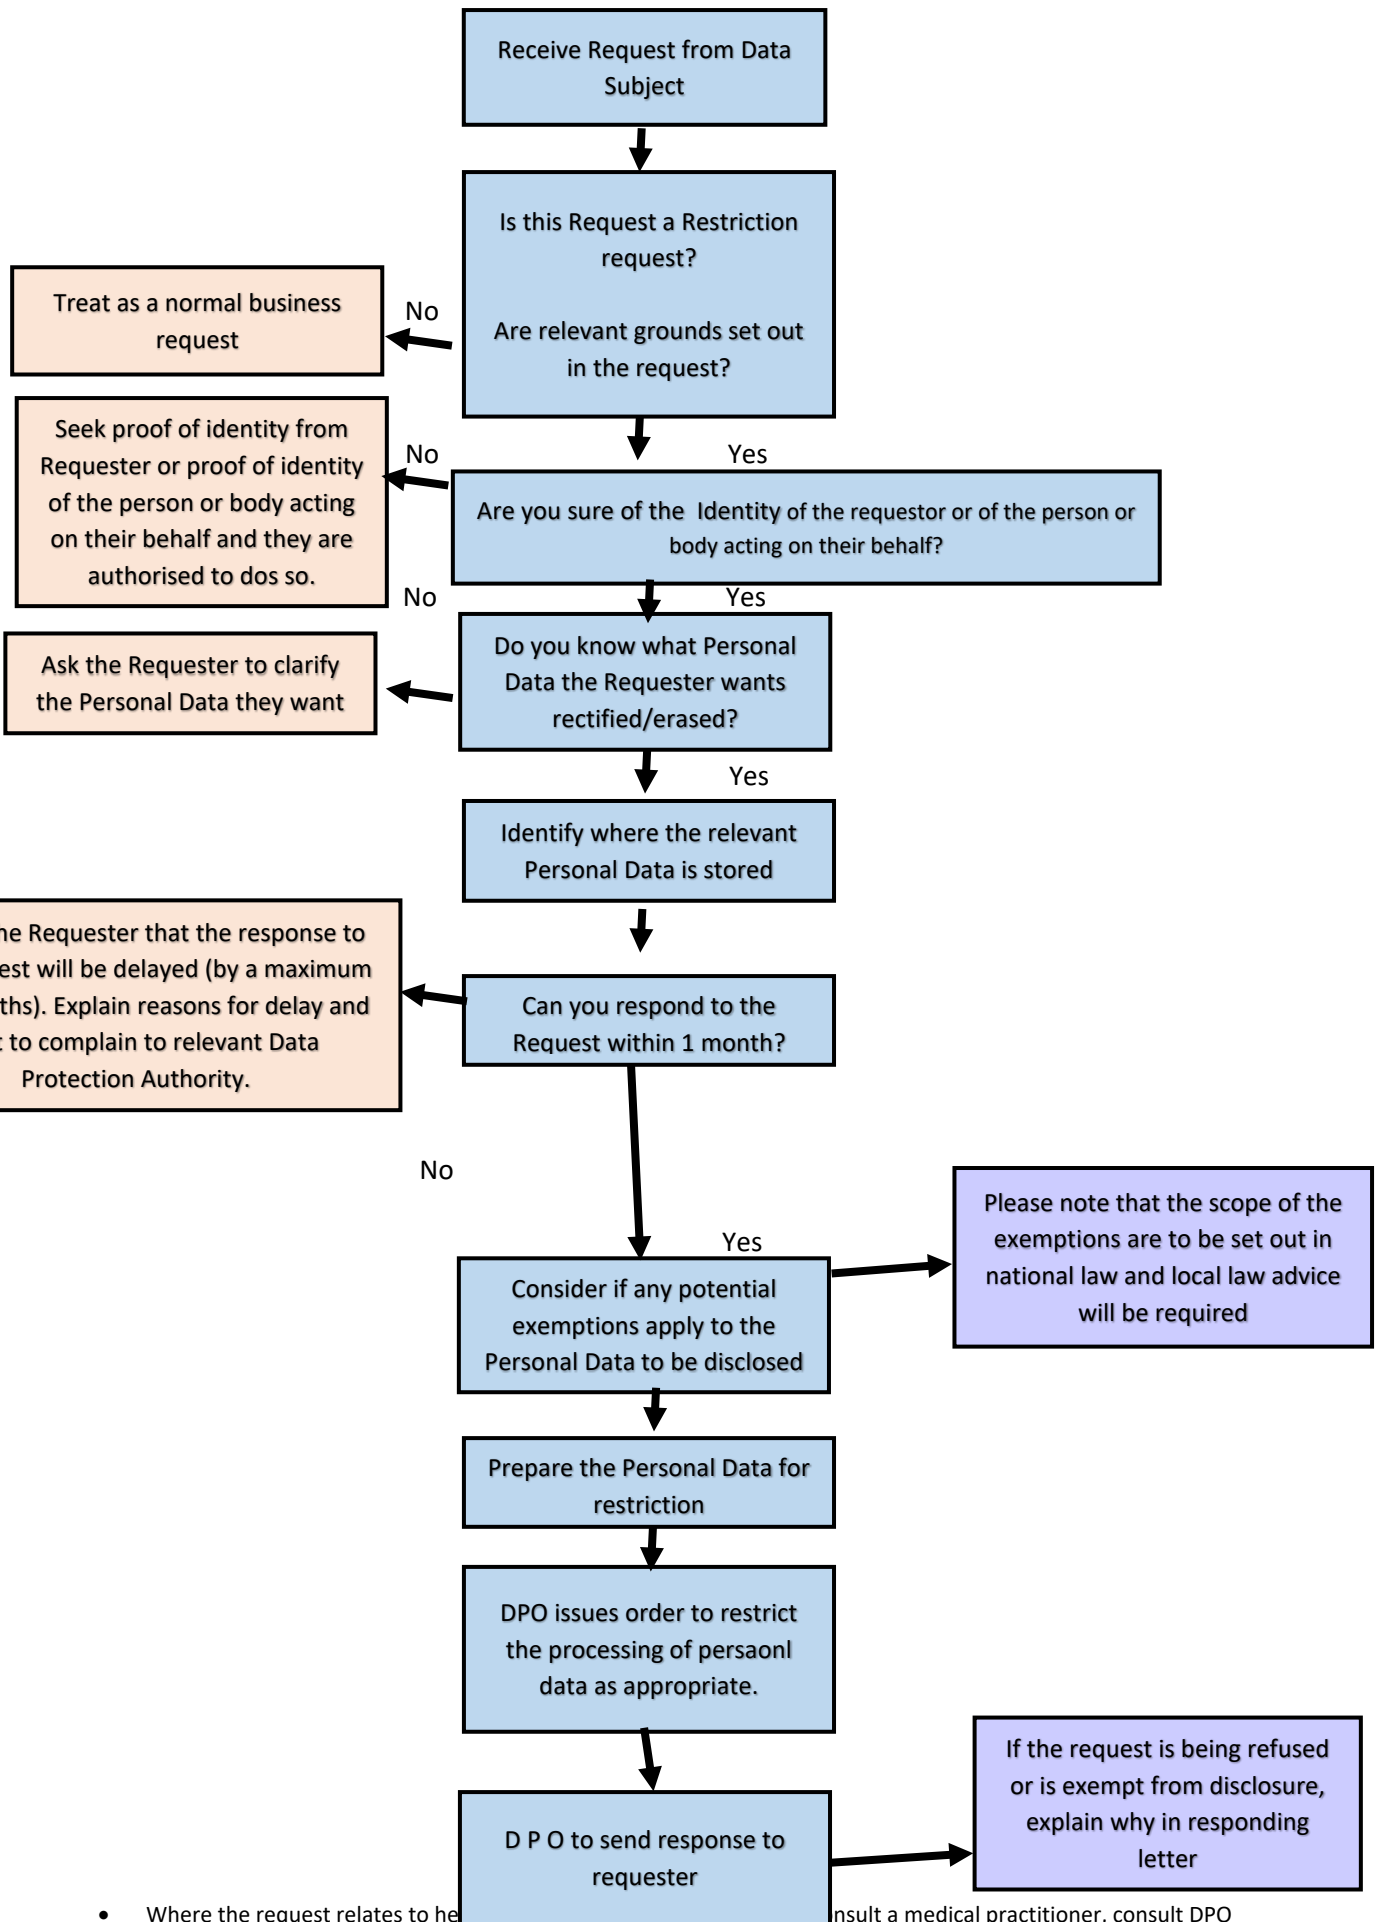 Receive Request from Data
Subject
Is this Request a Restriction
request?
Are relevant grounds set out
in the request?
No
Treat as a normal business
request
Yes
No
Seek proof of identity from
Requester or proof of identity
of the person or body acting
on their behalf and they are
authorised to dos so.
Are you sure of the Identity of the requestor or of the person or
body acting on their behalf?
No
Yes
Do you know what Personal
Data the Requester wants
rectified/erased?
Ask the Requester to clarify
the Personal Data they want
Yes
Identify where the relevant
Personal Data is stored
Requester that the response to
will be delayed (by a maximum
Explain reasons for delay and
to complain to relevant Data
Protection Authority.
Can you respond to the
Request within 1 month?
No
Yes
Consider if any potential
exemptions apply to the
Personal Data to be disclosed
Please note that the scope of the
exemptions are to be set out in
national law and local law advice
will be required
Prepare the Personal Data for
restriction
DPO issues order to restrict
the processing of persaonl
data as appropriate.
D P O to send response to
requester
If the request is being refused
or is exempt from disclosure,
explain why in responding
letter
• Where the request relates to a medical practitioner, consult DPO